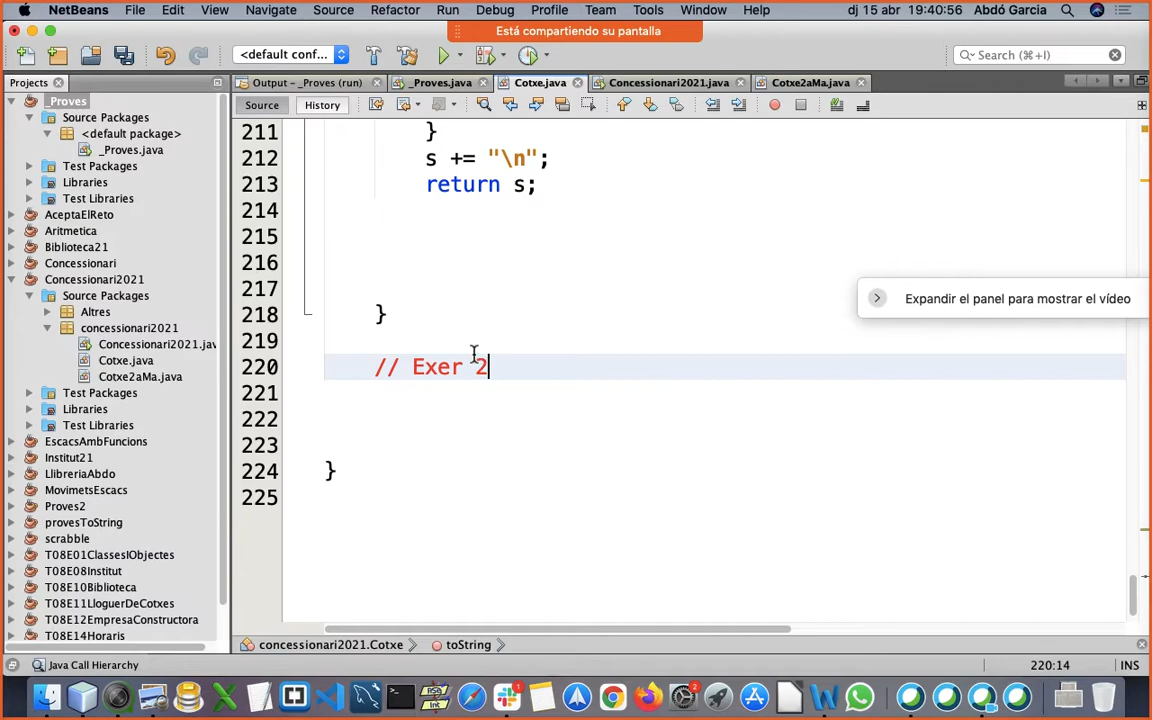 NetBeans File Edit View Navigate Source Refactor Run Debug Profile Team Tools Window Help dj 15 abr 19:40:56 Abdó Garcia
Está compartiendo su pantalla
<default conf...
Search (⌘+I)
Projects
Output - _Proves (run)
_Proves.java
Cotxe.java
Concessionari2021.java
Cotxe2aMa.java
Source History
_Proves
Source Packages
<default package>
_Proves.java
Test Packages
Libraries
Test Libraries
AceptaElReto
Aritmetica
Biblioteca21
Concessionari
Concessionari2021
Source Packages
Altres
concessionari2021
Concessionari2021.jav
Cotxe.java
Cotxe2aMa.java
Test Packages
Libraries
Test Libraries
EscacsAmbFuncions
Institut21
LlibreriaAbdo
MovimetsEscacs
Proves2
provesToString
scrabble
T08E01ClassesIObjectes
T08E08Institut
T08E10Biblioteca
T08E11LloguerDeCotxes
T08E12EmpresaConstructora
T08E14Horaris
211 }
212 s += "\n";
213 return s;
214
215
216
217
218 }
219
220 // Exer 2
221
222
223
224 }
225
Expandir el panel para mostrar el vídeo
concessionari2021.Cotxe toString
Java Call Hierarchy
220:14 INS